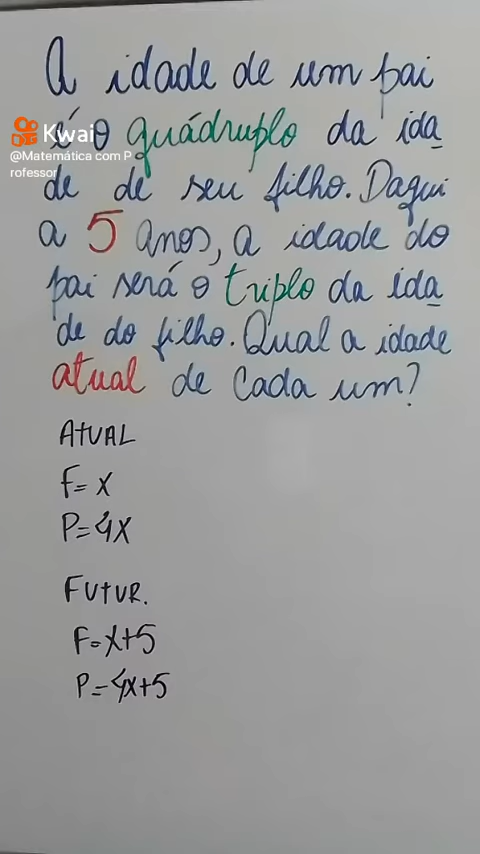 A idade de um pai
é o quádruplo da ida
de de seu filho. Daqui
a 5 anos, a idade do
pai será o triplo da ida
de do filho. Qual a idade
atual de cada um?
Kwai
@Matemática com P
rofessor
ATUAL
F= X
P=4X
FUTUR.
F=X+5
P=4X+5